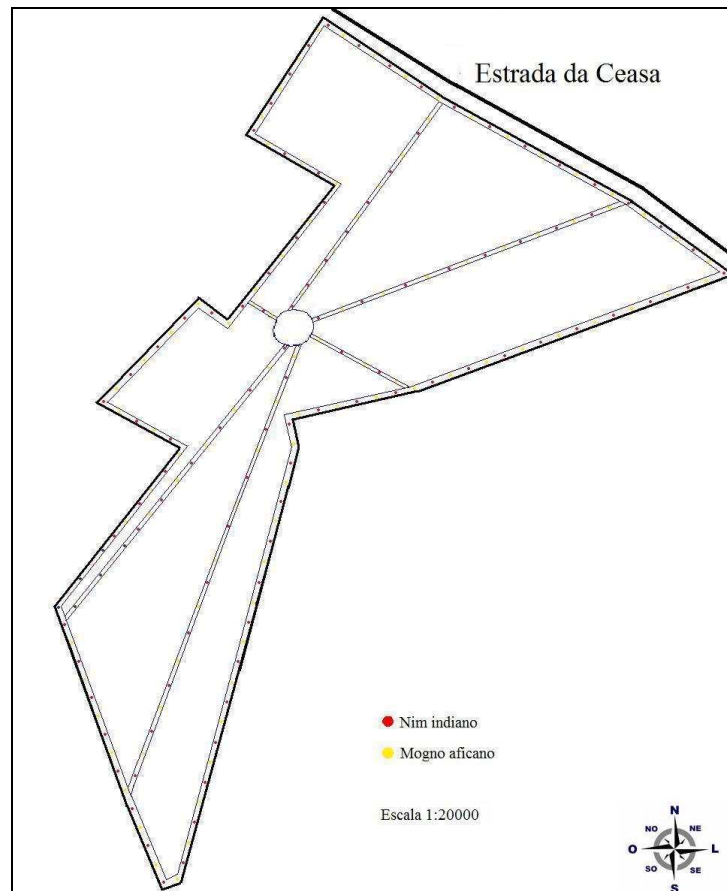 Estrada da Ceasa
Nim indiano
Mogno aficano
Escala 1:20000
N
NO NE
O L
SO SE
S